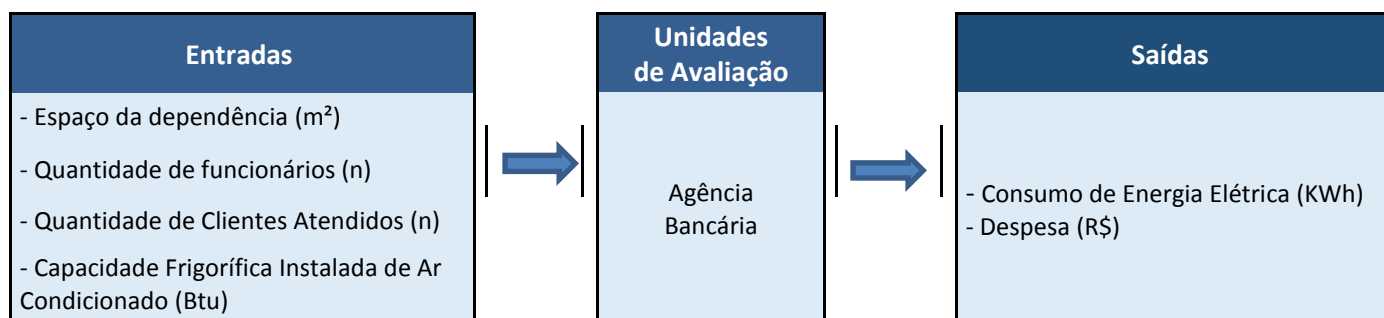 Entradas
- Espaço da dependência (m²)
- Quantidade de funcionários (n)
- Quantidade de Clientes Atendidos (n)
- Capacidade Frigorífica Instalada de Ar
Condicionado (Btu)
Unidades
de Avaliação
Agência
Bancária
Saídas
- Consumo de Energia Elétrica (KWh)
- Despesa (R$)